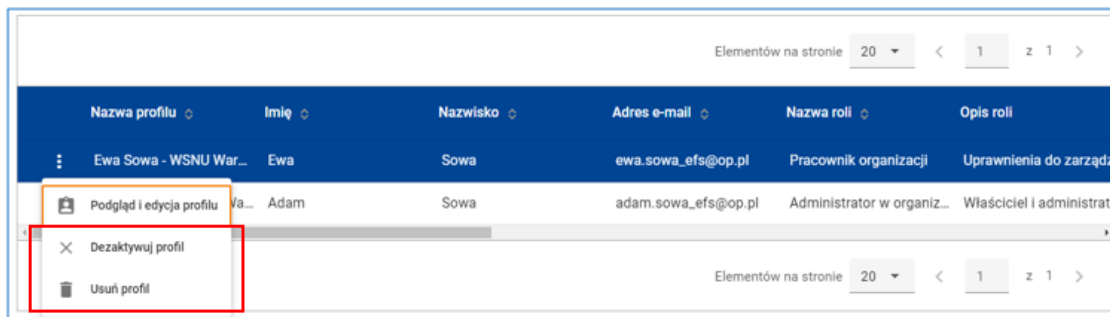 Elementów na stronie 20 1 z 1
Nazwa profilu Imię Nazwisko Adres e-mail Nazwa roli Opis roli
Ewa Sowa - WSNU War... Ewa Sowa ewa.sowa_efs@op.pl Pracownik organizacji Uprawnienia do zarządz
Podgląd i edycja profilu Va... Adam Sowa adam.sowa_efs@op.pl Administrator w organiz... Właściciel i administrat
Dezaktywuj profil
Elementów na stronie 20 1 z 1
Usuń profil